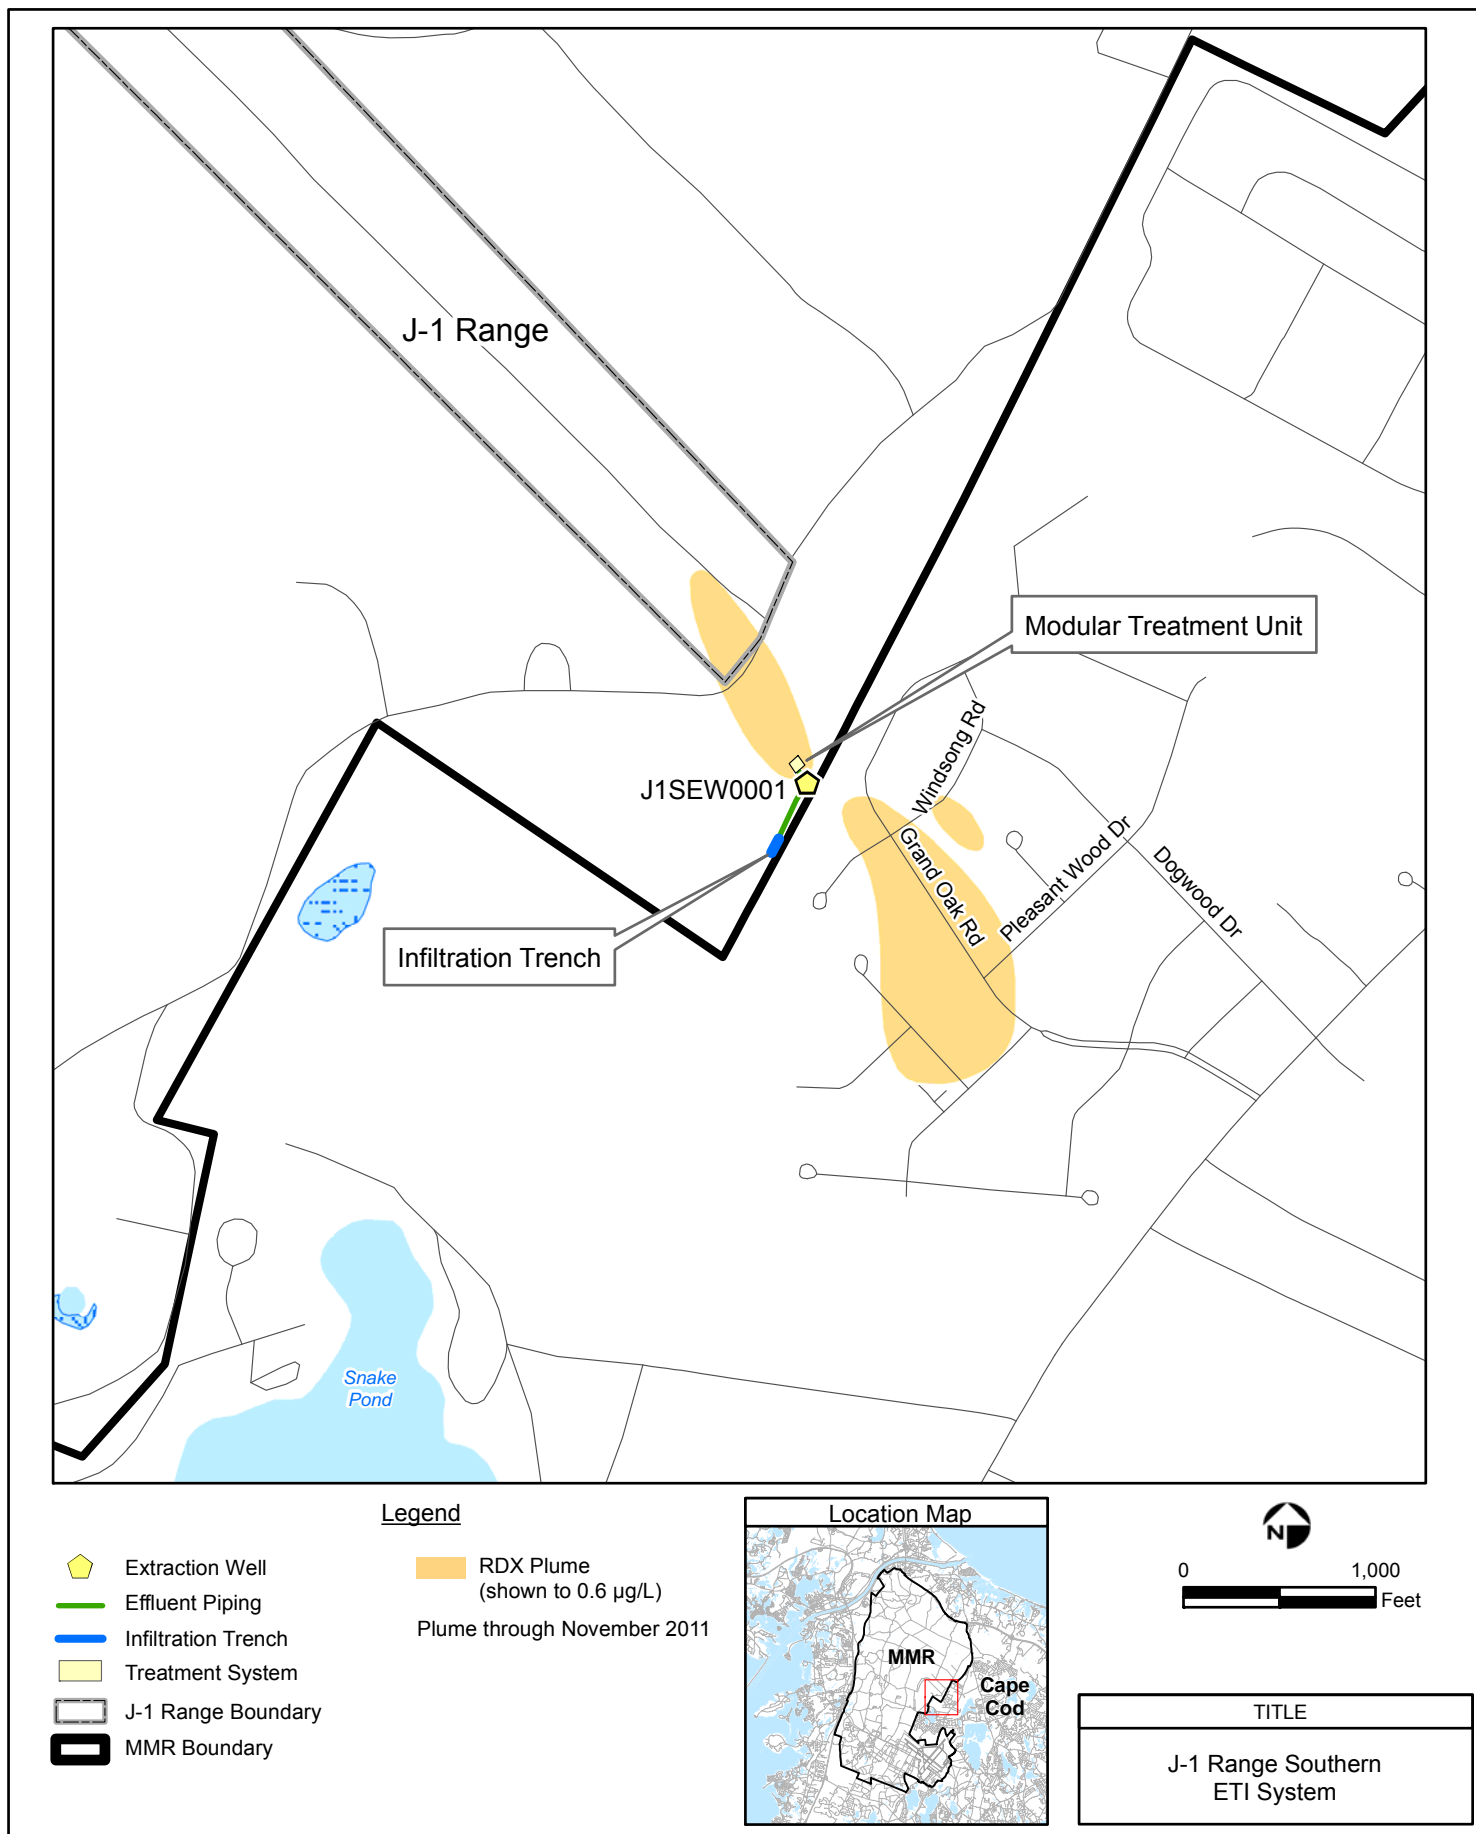 J-1 Range
Modular Treatment Unit
Windsong Rd
J1SEW0001
Grand Oak Rd
Pleasant Wood Dr
Dogwood Dr
Infiltration Trench
Snake
Pond
Legend
Extraction Well
Effluent Piping
Infiltration Trench
Treatment System
J-1 Range Boundary
MMR Boundary
RDX Plume
(shown to 0.6 µg/L)
Plume through November 2011
Location Map
MMR
Cape
Cod
N
0 1,000
Feet
TITLE
J-1 Range Southern
ETI System